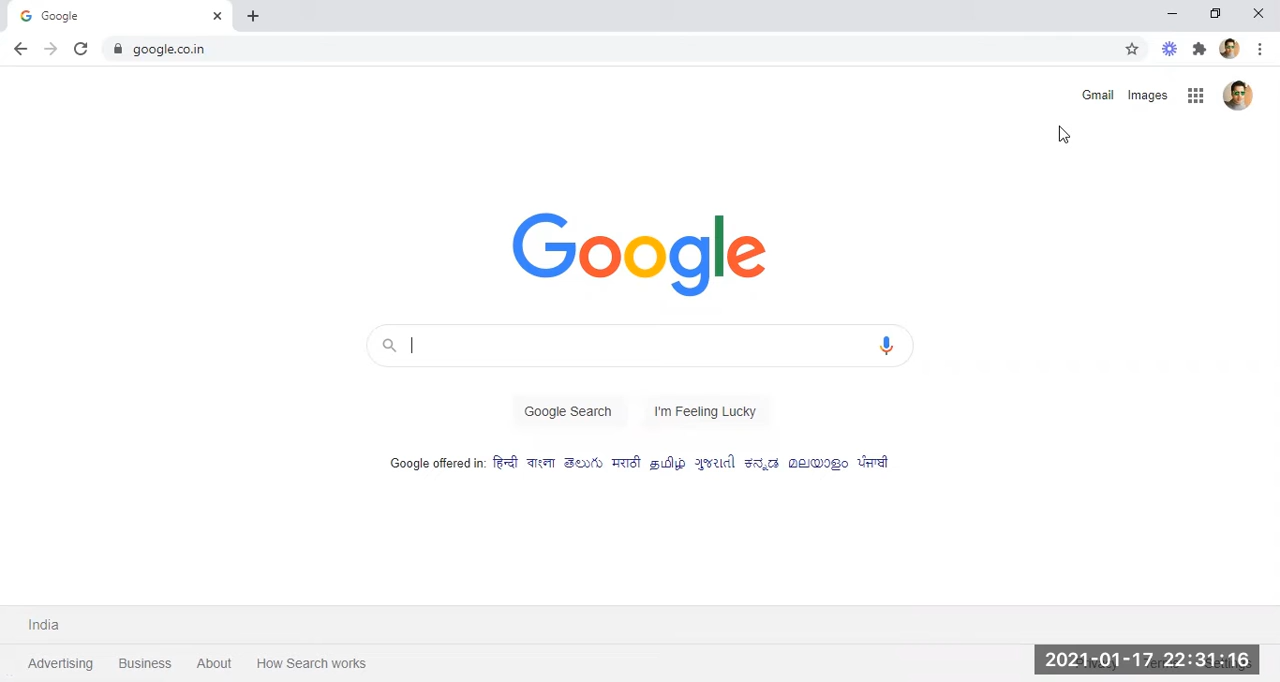 Google
google.co.in
Gmail Images
Google
Google Search I'm Feeling Lucky
Google offered in: हिन्दी বাংলা తెలుగు मराठी தமிழ் ગુજરાતી ಕನ್ನಡ മലയാളം ਪੰਜਾਬੀ
India
Advertising Business About How Search works
2021-01-17 22:31:16